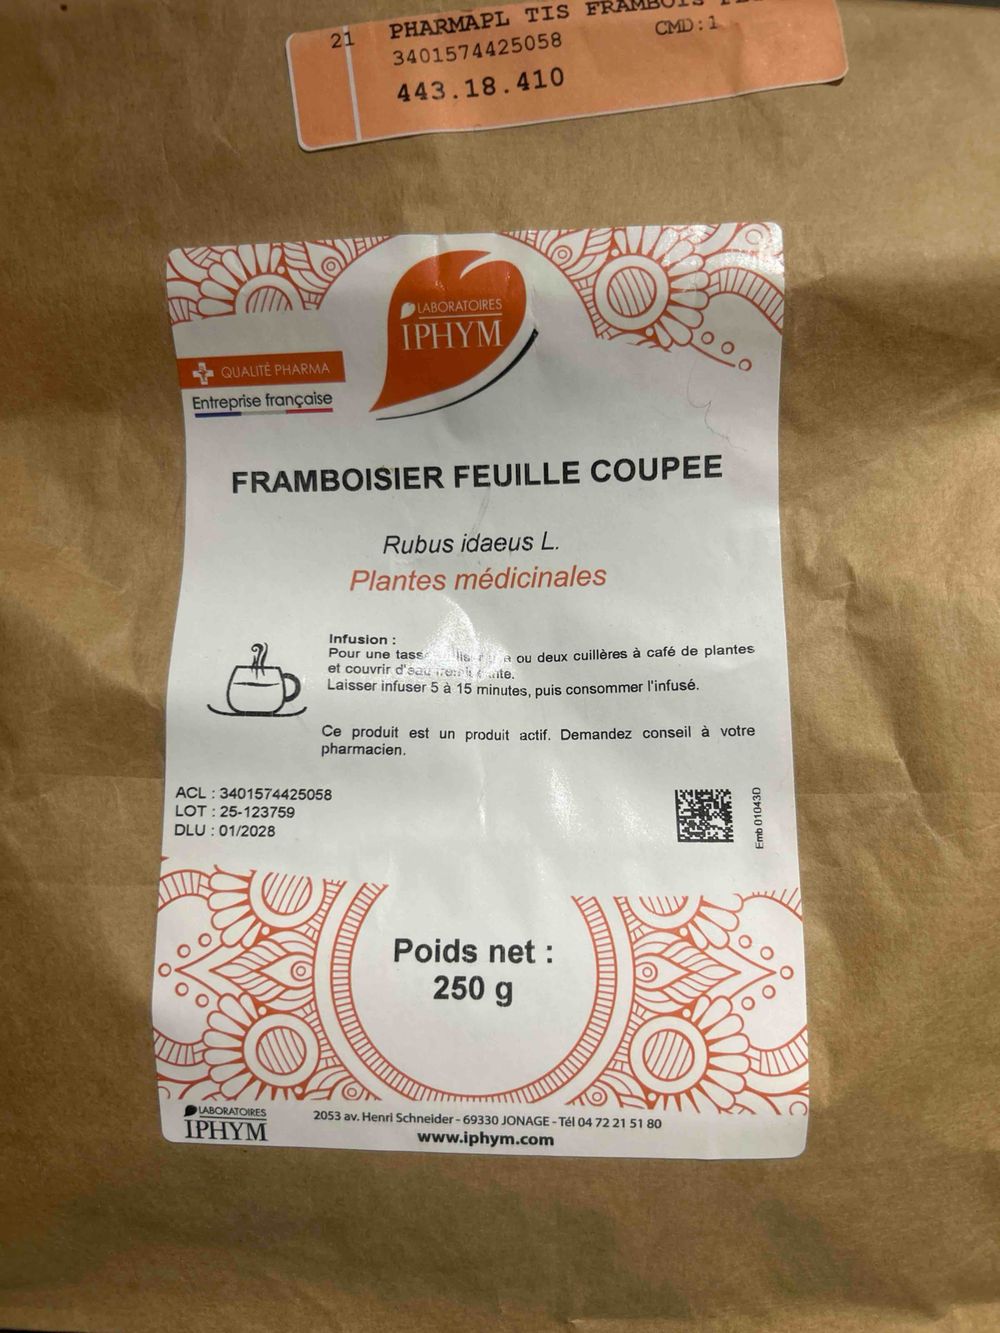 21 PHARMAPL TIS FRAMBOIS
3401574425058 CMD:1
443.18.410
LABORATOIRES
IPHYM
QUALITÉ PHARMA
Entreprise française
FRAMBOISIER FEUILLE COUPEE
Rubus idaeus L.
Plantes médicinales
Infusion :
Pour une ou deux cuillères à café de plantes
et couvrir
Laisser infuser 5 à 15 minutes, puis consommer l'infusé.
Ce produit est un produit actif. Demandez conseil à votre
pharmacien.
ACL : 3401574425058
LOT : 25-123759
DLU : 01/2028
Emb 01043D
Poids net :
250 g
LABORATOIRES
IPHYM
2053 av. Henri Schneider - 69330 JONAGE - Tél 04 72 21 51 80
www.iphym.com